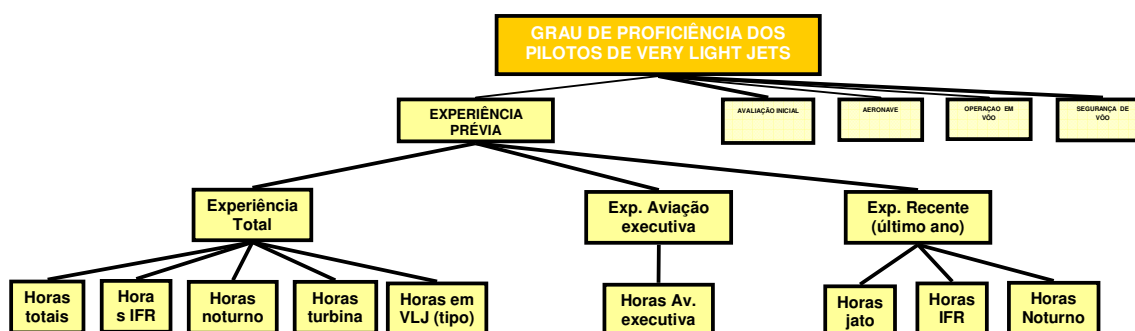 GRAU DE PROFICIÊNCIA DOS
PILOTOS DE VERY LIGHT JETS
EXPERIÊNCIA
PRÉVIA
AVALIAÇÃO INICIAL
AERONAVE
OPERAÇAO EM
VÔO
SEGURANÇA DE
VÔO
Experiência
Total
Exp. Aviação
executiva
Exp. Recente
(último ano)
Horas
totais
Hora
s IFR
Horas
noturno
Horas
turbina
Horas em
VLJ (tipo)
Horas Av.
executiva
Horas
jato
Horas
IFR
Horas
Noturno